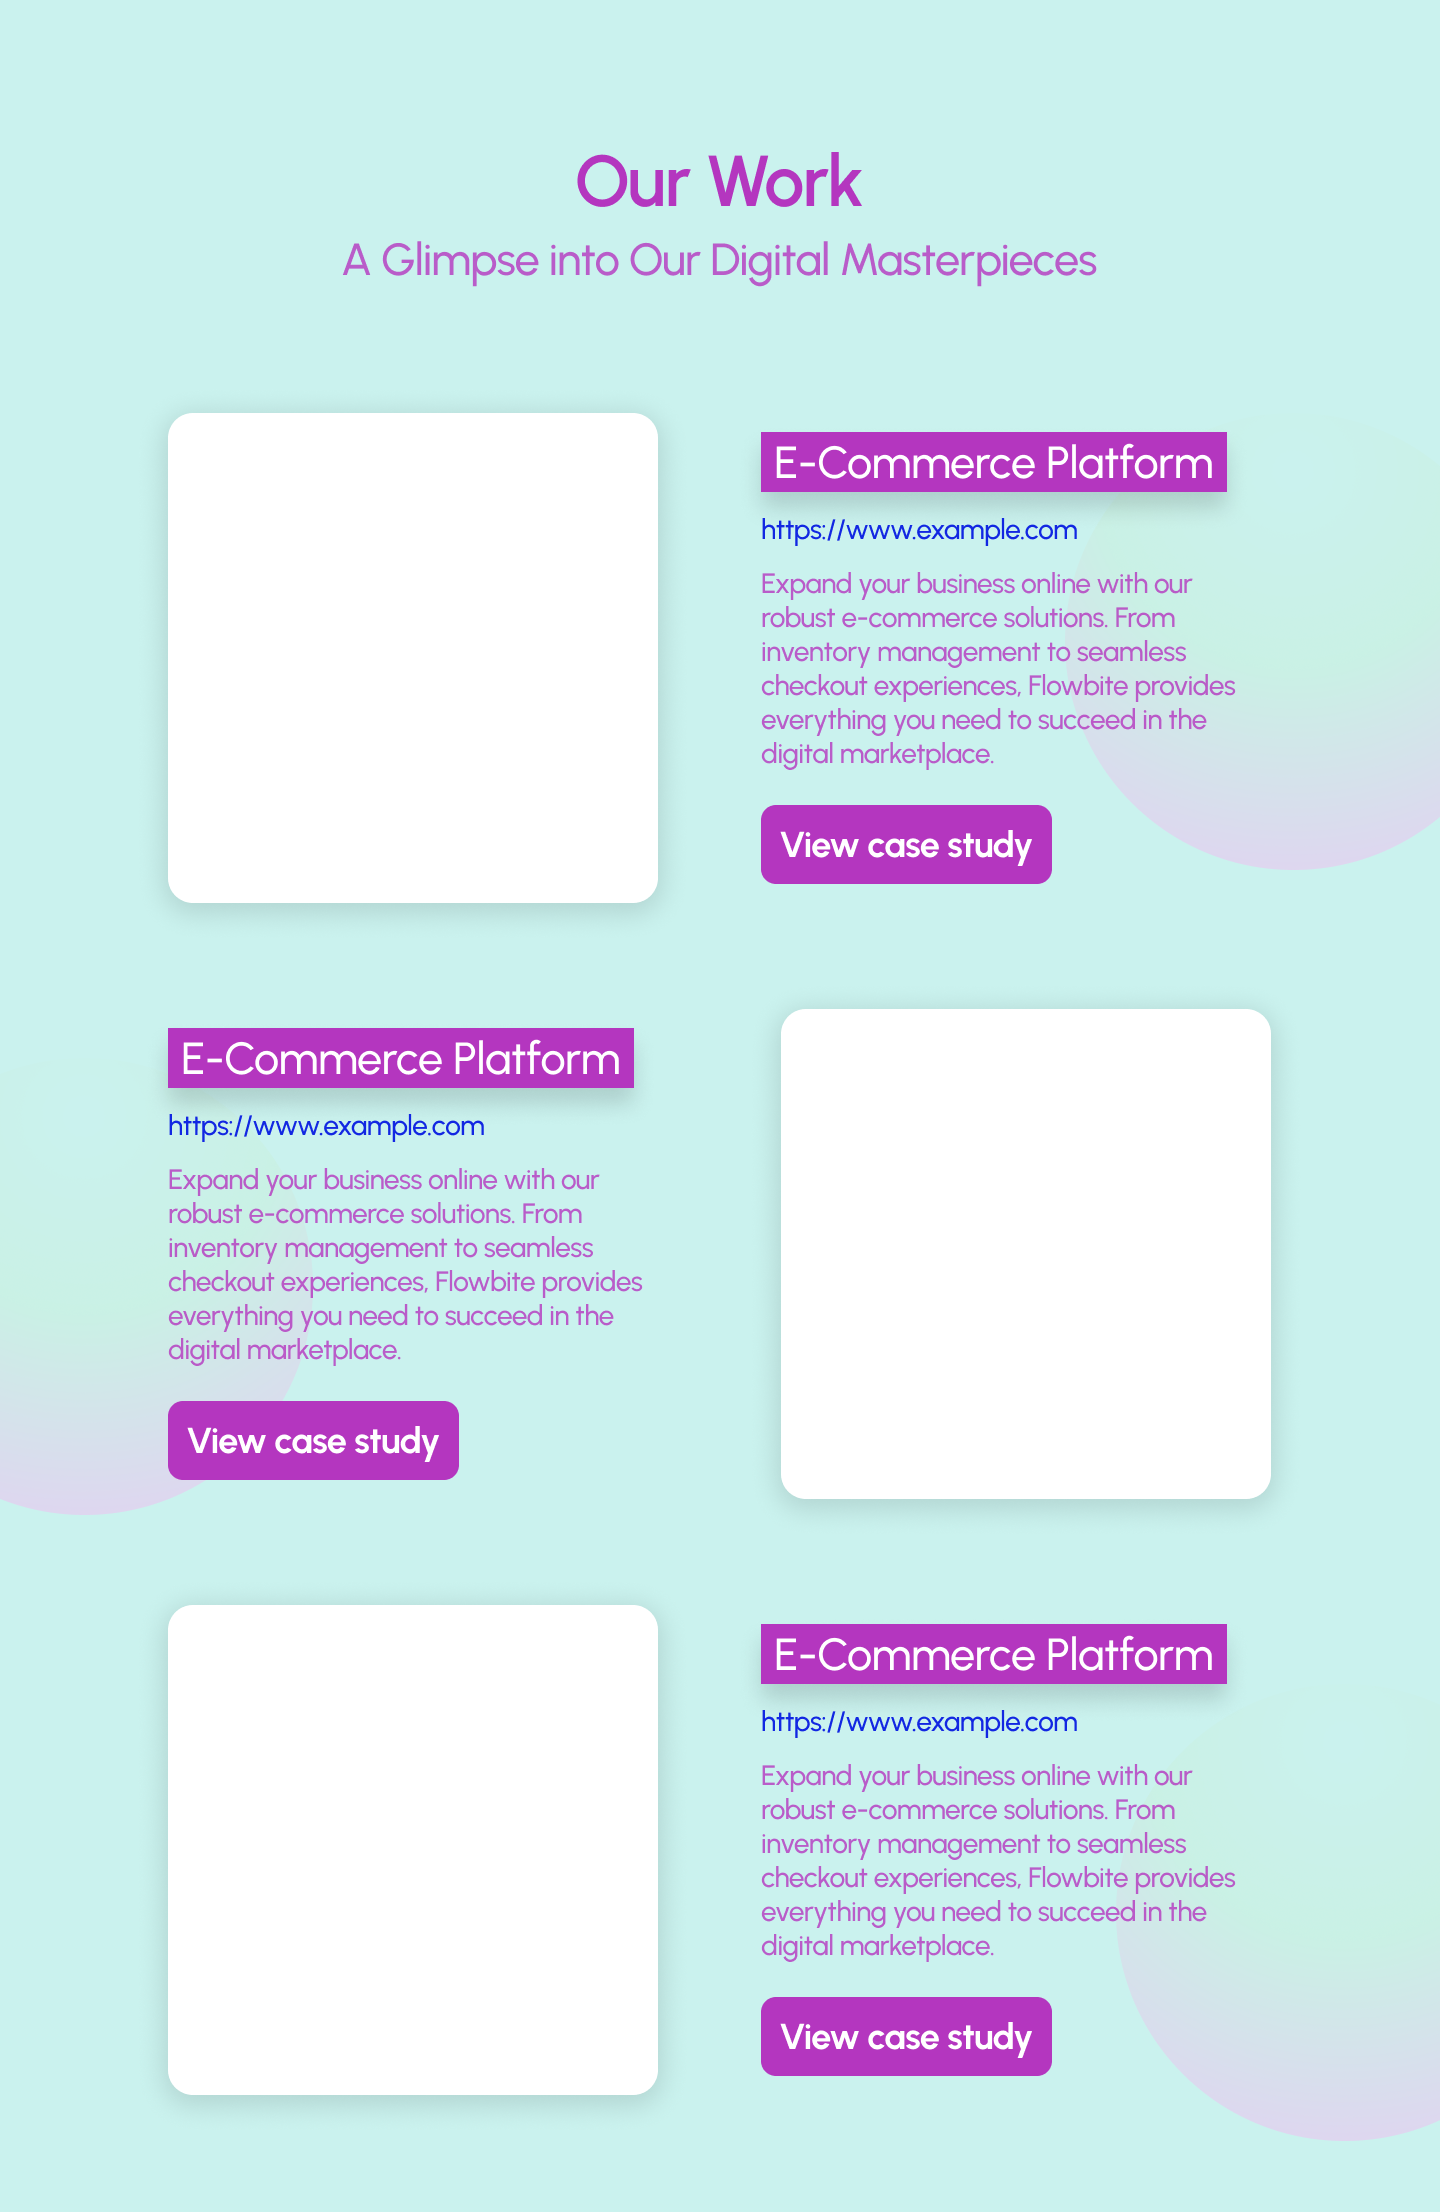 Our Work
A Glimpse into Our Digital Masterpieces
E-Commerce Platform
https://www.example.com
Expand your business online with our
robust e-commerce solutions. From
inventory management to seamless
checkout experiences, Flowbite provides
everything you need to succeed in the
digital marketplace.
View case study
E-Commerce Platform
https://www.example.com
Expand your business online with our
robust e-commerce solutions. From
inventory management to seamless
checkout experiences, Flowbite provides
everything you need to succeed in the
digital marketplace.
View case study
E-Commerce Platform
https://www.example.com
Expand your business online with our
robust e-commerce solutions. From
inventory management to seamless
checkout experiences, Flowbite provides
everything you need to succeed in the
digital marketplace.
View case study